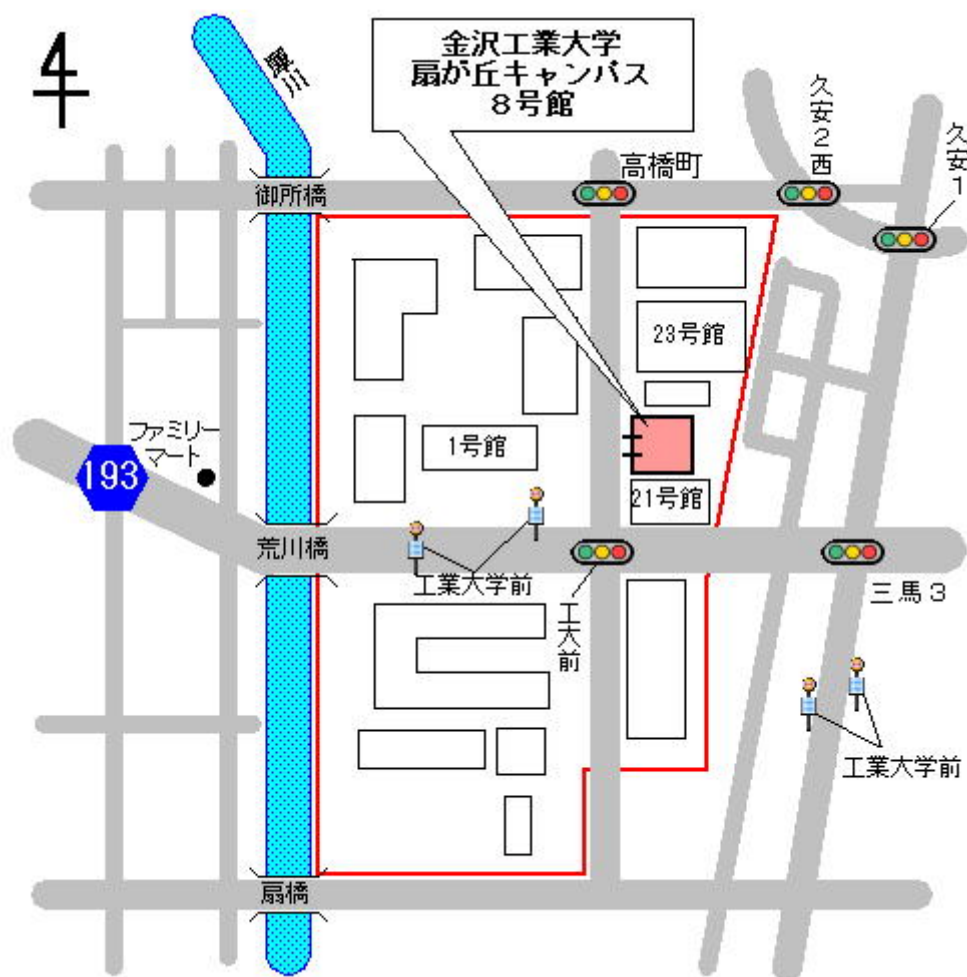 金沢工業大学
扇が丘キャンパス
8号館
高橋町
久安2西
久安1
御所橋
23号館
ファミリー
マート
193
1号館
21号館
荒川橋
工業大学前
工大前
三馬3
工業大学前
扇橋